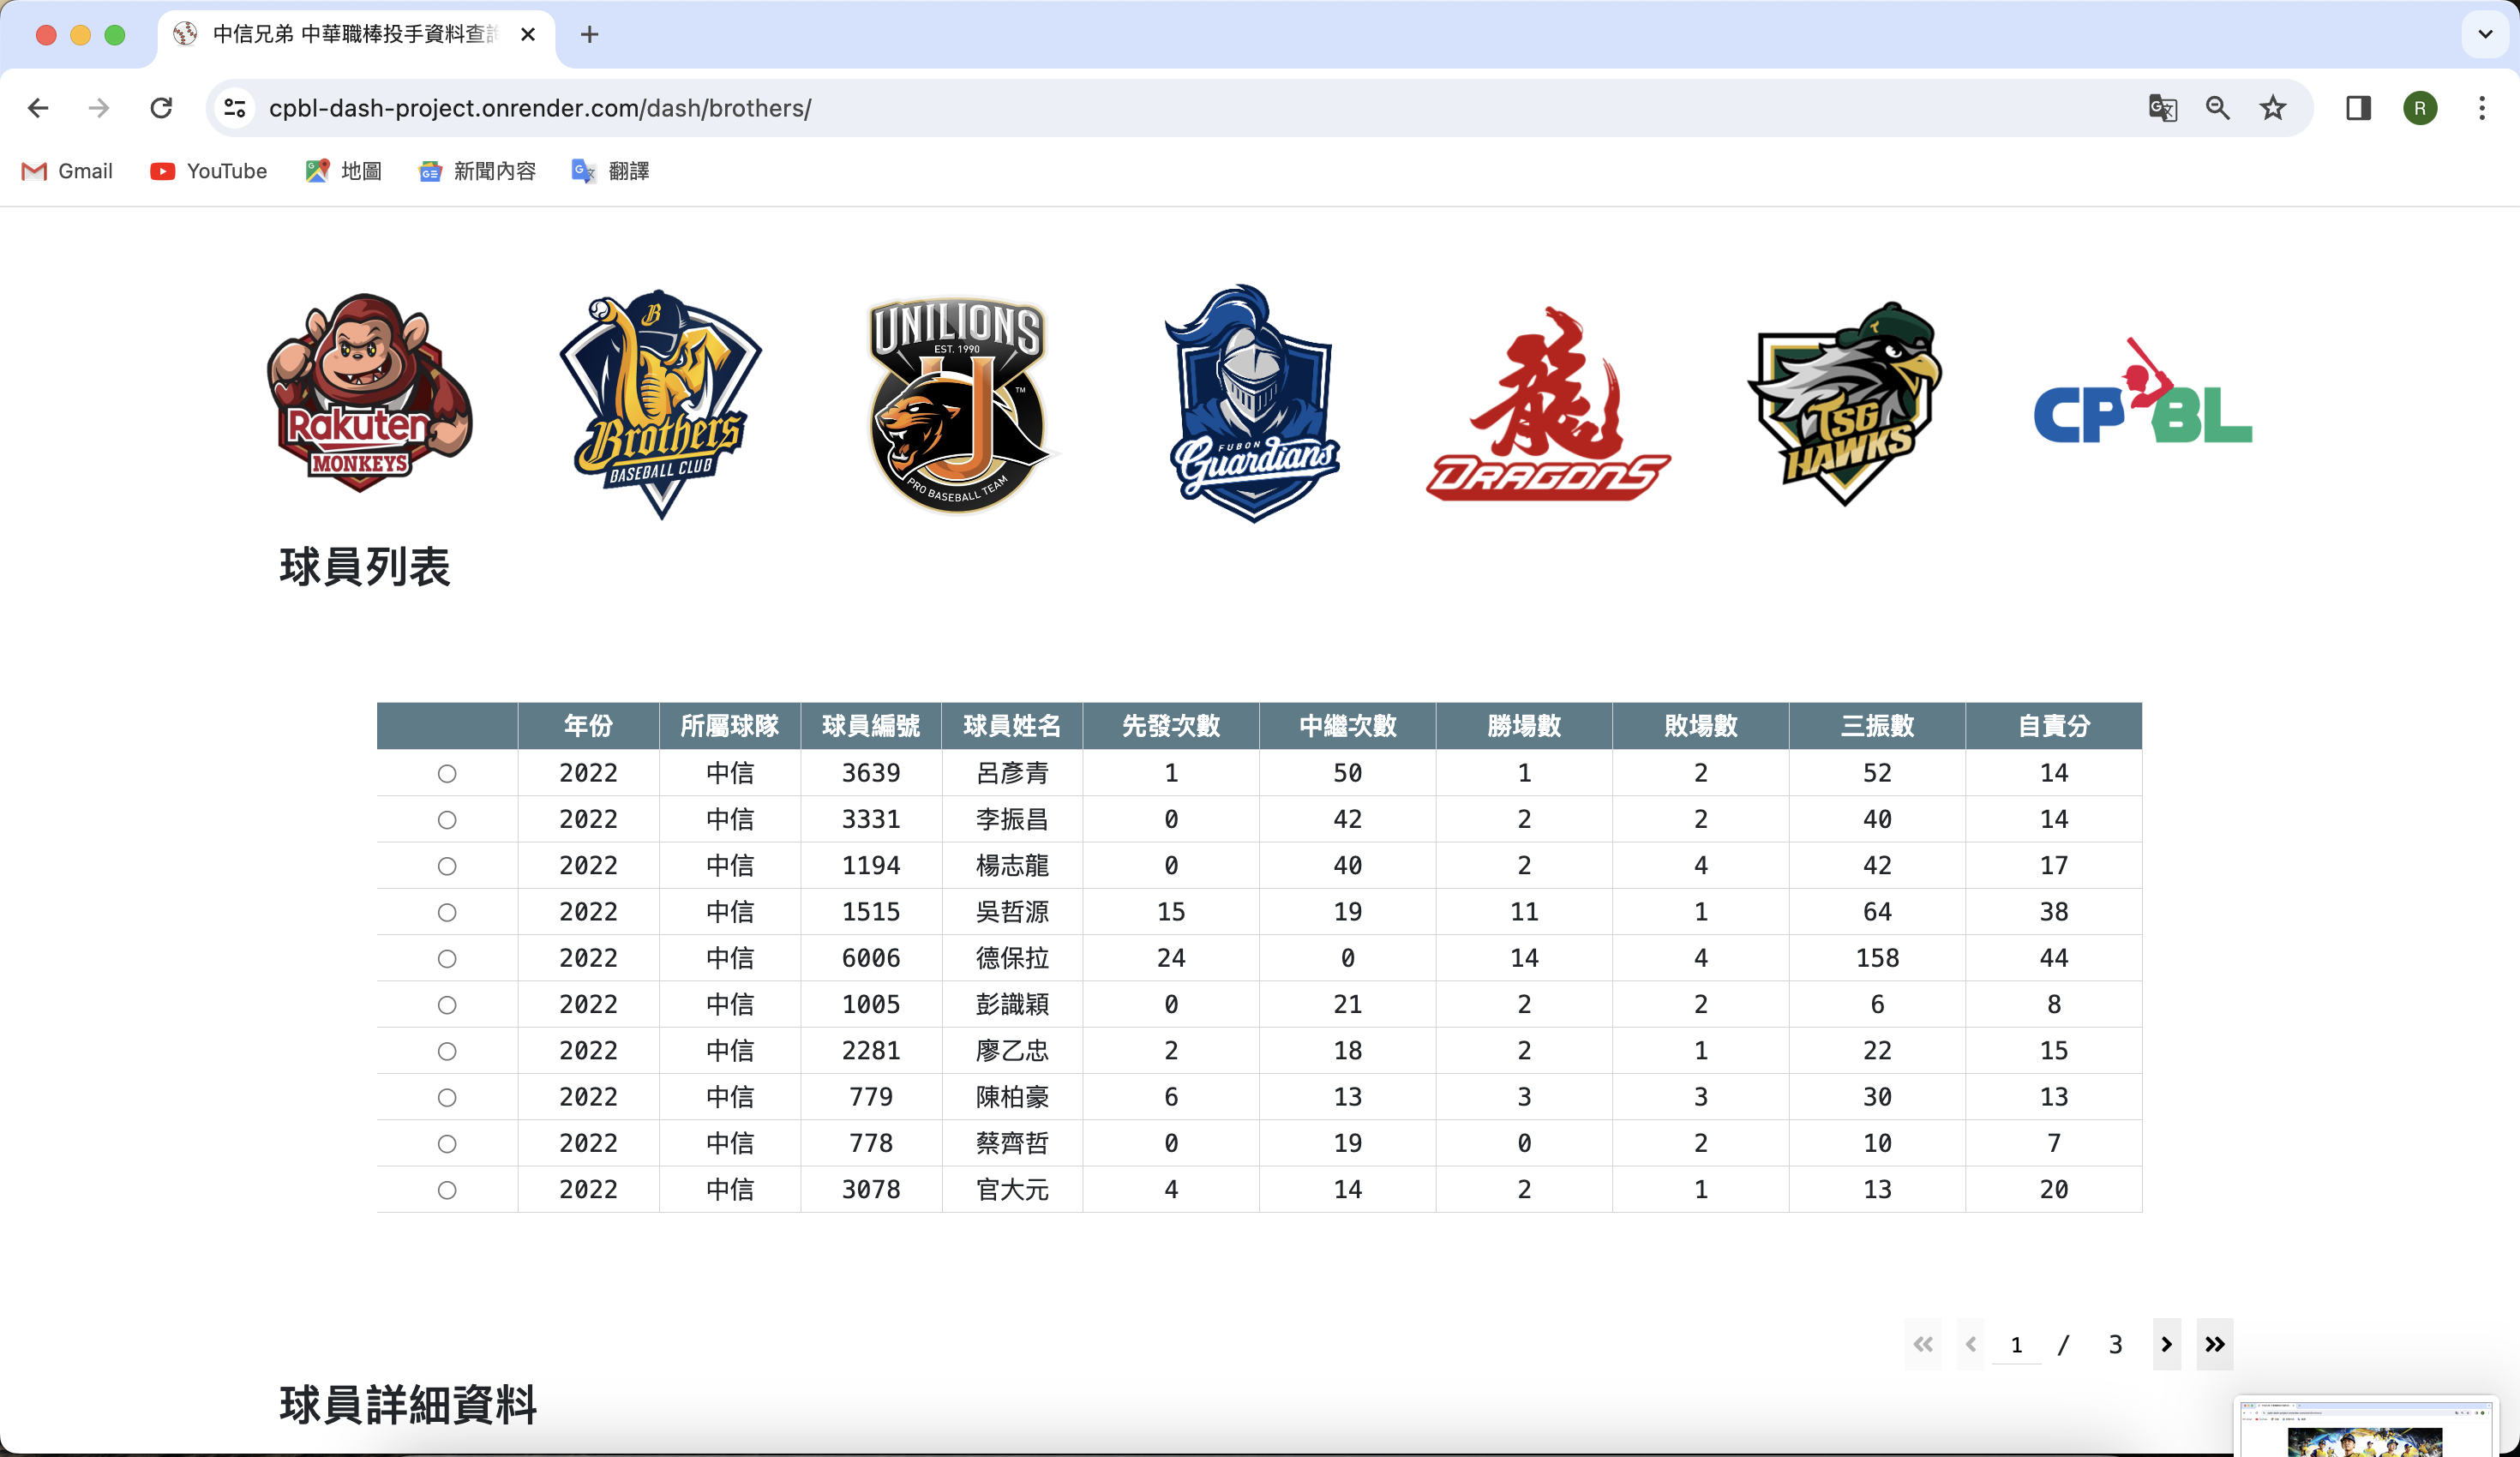 中信兄弟 中華職棒投手資料查詢
cpbl-dash-project.onrender.com/dash/brothers/
R
Gmail YouTube 地圖 新聞內容 翻譯
Rakuten
MONKEYS
B
Brothers
BASEBALL CLUB
UNILIONS
EST. 1990
U
TM
PRO BASEBALL TEAM
FUBON
Guardians
龍
DRAGONS
T
TSG
HAWKS
CPBL
球員列表
年份 所屬球隊 球員編號 球員姓名 先發次數 中繼次數 勝場數 敗場數 三振數 自責分
2022 中信 3639 呂彥青 1 50 1 2 52 14
2022 中信 3331 李振昌 0 42 2 2 40 14
2022 中信 1194 楊志龍 0 40 2 4 42 17
2022 中信 1515 吳哲源 15 19 11 1 64 38
2022 中信 6006 德保拉 24 0 14 4 158 44
2022 中信 1005 彭識穎 0 21 2 2 6 8
2022 中信 2281 廖乙忠 2 18 2 1 22 15
2022 中信 779 陳柏豪 6 13 3 3 30 13
2022 中信 778 蔡齊哲 0 19 0 2 10 7
2022 中信 3078 官大元 4 14 2 1 13 20
1 / 3
球員詳細資料